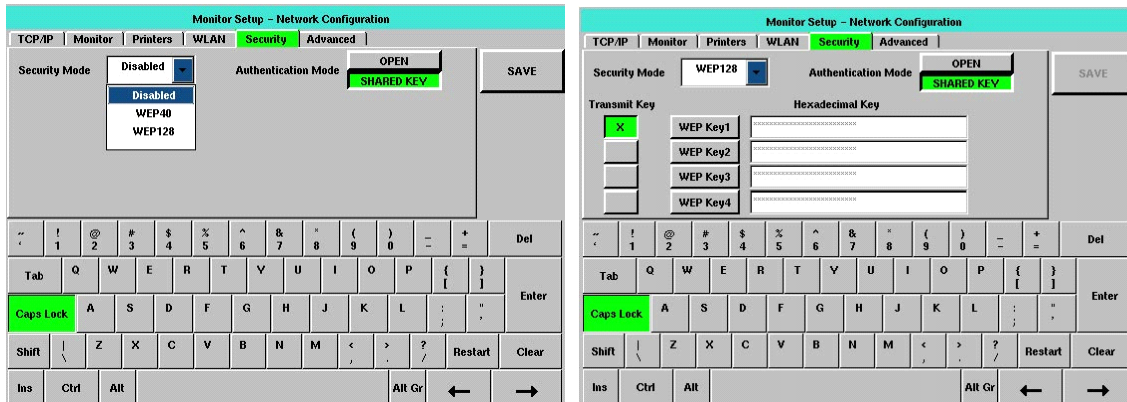 Monitor Setup – Network Configuration
TCP/IP Monitor Printers WLAN Security Advanced
Security Mode Disabled Authentication Mode OPEN SHARED KEY SAVE
Disabled
WEP40
WEP128
~ ! @ # $ % ^ & * ( ) _ + Del
` 1 2 3 4 5 6 7 8 9 0 - =
Tab Q W E R T Y U I O P { }
[ ]
Enter
Caps Lock A S D F G H J K L : "
; '
Shift | Z X C V B N M < > ? Restart Clear
\ , . /
Ins Ctrl Alt Alt Gr ← →
Monitor Setup – Network Configuration
TCP/IP Monitor Printers WLAN Security Advanced
Security Mode WEP128 Authentication Mode OPEN SHARED KEY SAVE
Transmit Key Hexadecimal Key
X WEP Key1
WEP Key2
WEP Key3
WEP Key4
~ ! @ # $ % ^ & * ( ) _ + Del
` 1 2 3 4 5 6 7 8 9 0 - =
Tab Q W E R T Y U I O P { }
[ ]
Enter
Caps Lock A S D F G H J K L : "
; '
Shift | Z X C V B N M < > ? Restart Clear
\ , . /
Ins Ctrl Alt Alt Gr ← →